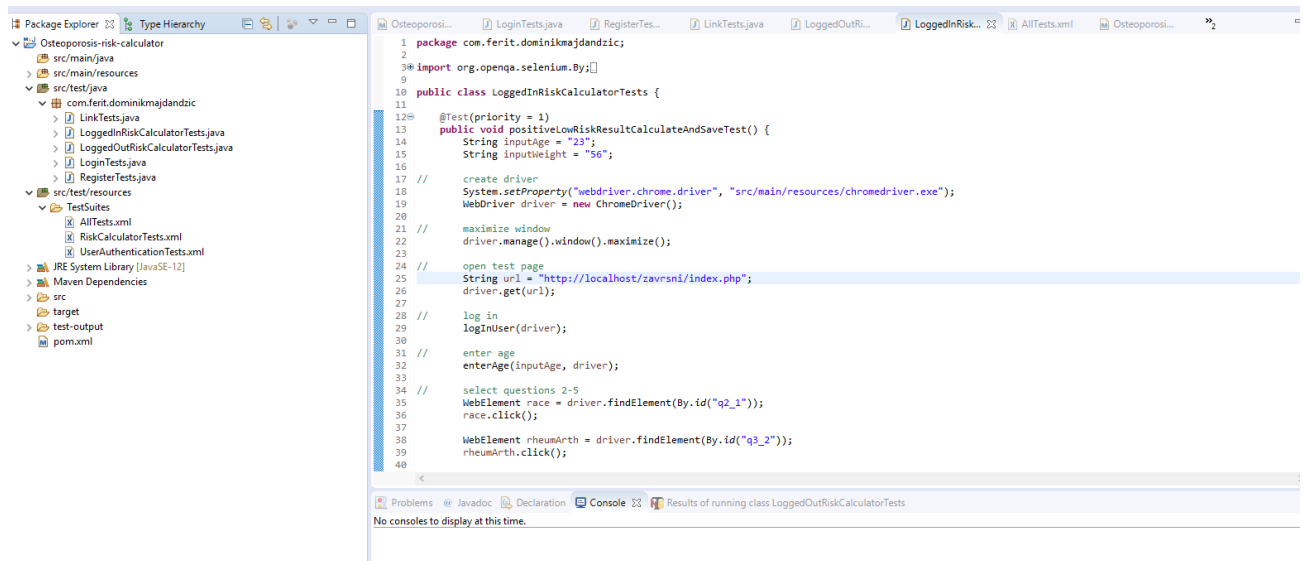 Package Explorer
Type Hierarchy
Osteoporosis-risk-calculator
src/main/java
src/main/resources
src/test/java
com.ferit.dominikmajdandzic
LinkTests.java
LoggedInRiskCalculatorTests.java
LoggedOutRiskCalculatorTests.java
LoginTests.java
RegisterTests.java
src/test/resources
TestSuites
AllTests.xml
RiskCalculatorTests.xml
UserAuthenticationTests.xml
JRE System Library [JavaSE-12]
Maven Dependencies
src
target
test-output
pom.xml
Osteoporosi... LoginTests.java RegisterTes... LinkTests.java LoggedOutRi... LoggedInRisk... AllTests.xml Osteoporosi... »2
1 package com.ferit.dominikmajdandzic;
2
3 import org.openqa.selenium.By;
9
10 public class LoggedInRiskCalculatorTests {
11
12 @Test(priority = 1)
13 public void positiveLowRiskResultCalculateAndSaveTest() {
14 String inputAge = "23";
15 String inputWeight = "56";
16
17 // create driver
18 System.setProperty("webdriver.chrome.driver", "src/main/resources/chromedriver.exe");
19 WebDriver driver = new ChromeDriver();
20
21 // maximize window
22 driver.manage().window().maximize();
23
24 // open test page
25 String url = "http://localhost/zavrsni/index.php";
26 driver.get(url);
27
28 // log in
29 logInUser(driver);
30
31 // enter age
32 enterAge(inputAge, driver);
33
34 // select questions 2-5
35 WebElement race = driver.findElement(By.id("q2_1"));
36 race.click();
37
38 WebElement rheumArth = driver.findElement(By.id("q3_2"));
39 rheumArth.click();
40
Problems @ Javadoc Declaration Console Results of running class LoggedOutRiskCalculatorTests
No consoles to display at this time.